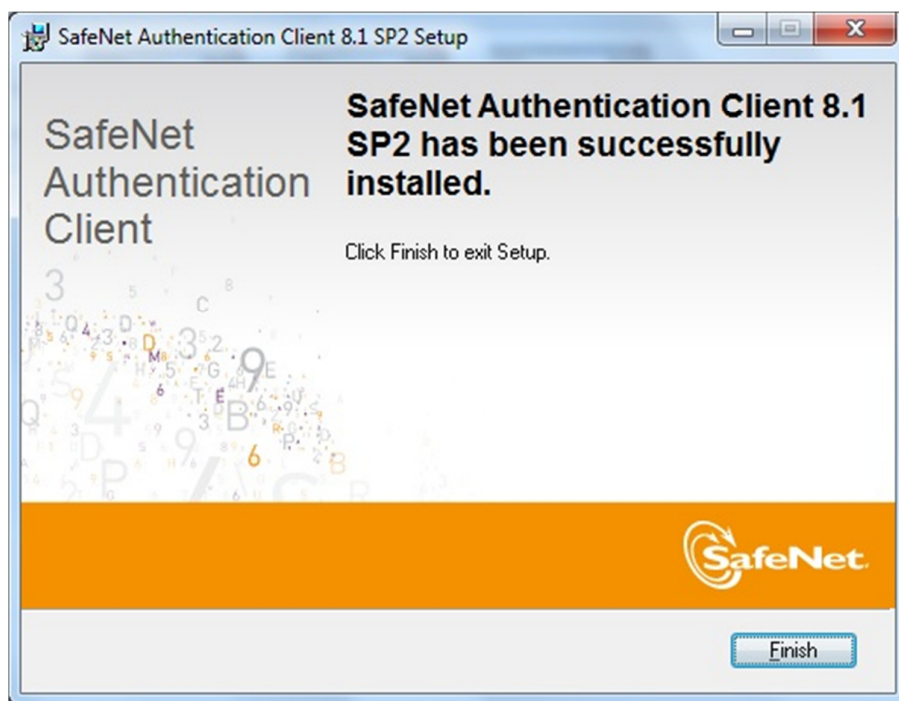 SafeNet Authentication Client 8.1 SP2 Setup
SafeNet
Authentication
Client
SafeNet Authentication Client 8.1
SP2 has been successfully
installed.
Click Finish to exit Setup.
SafeNet.
Finish